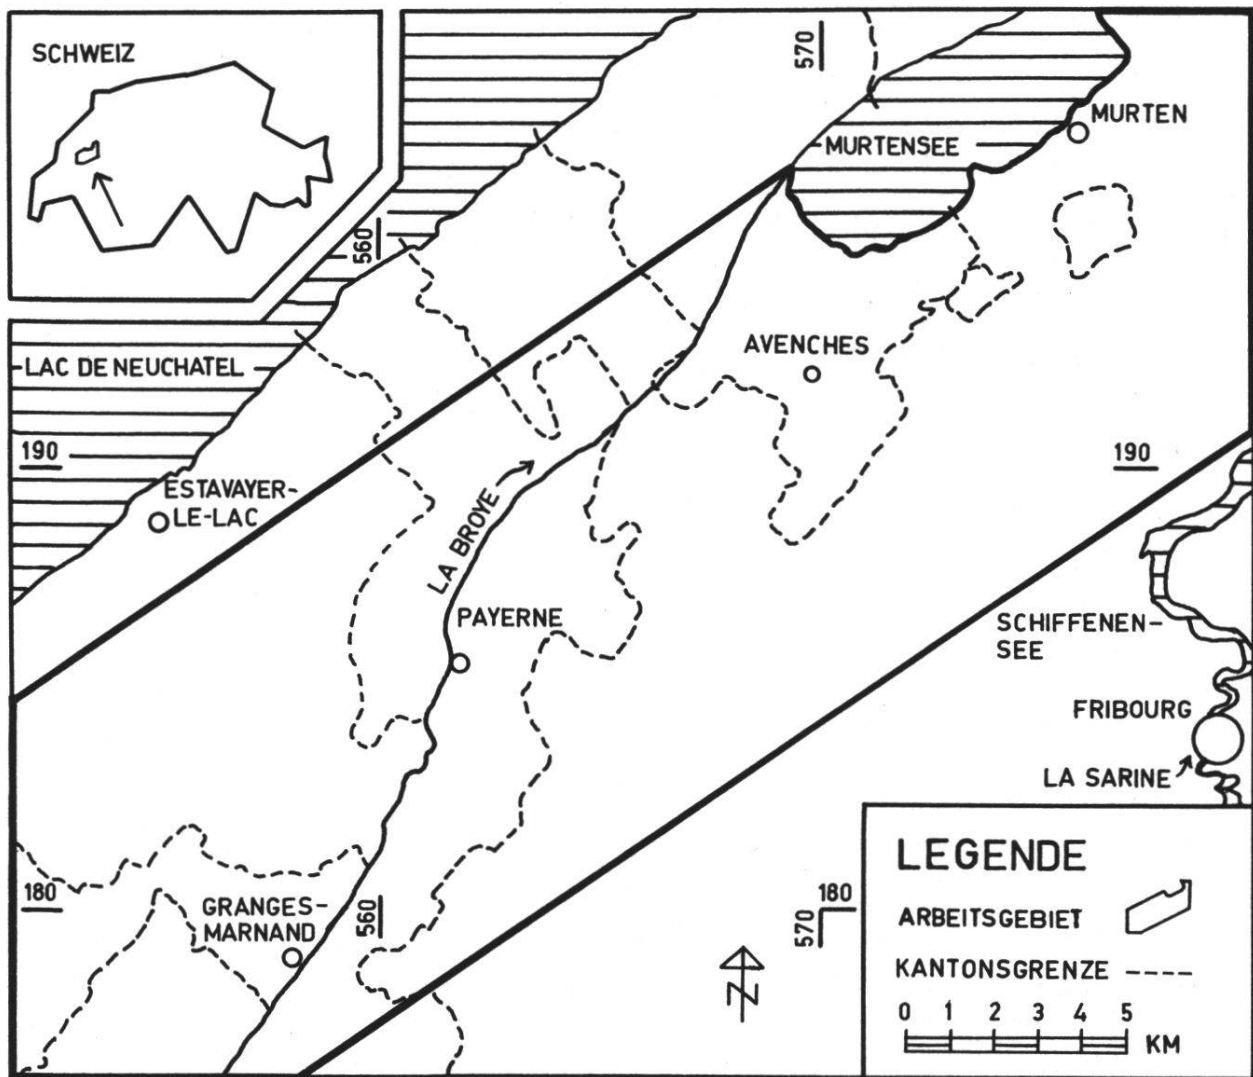 SCHWEIZ
570
MURTEN
MURTENSEE
560
AVENCHES
LAC DE NEUCHATEL
190
190
ESTAVAYER-
LE-LAC
LA BROYE
PAYERNE
SCHIFFENEN-
SEE
FRIBOURG
LA SARINE
180
GRANGES-
MARNAND
560
570
180
N
LEGENDE
ARBEITSGEBIET
KANTONSGRENZE
0 1 2 3 4 5
KM